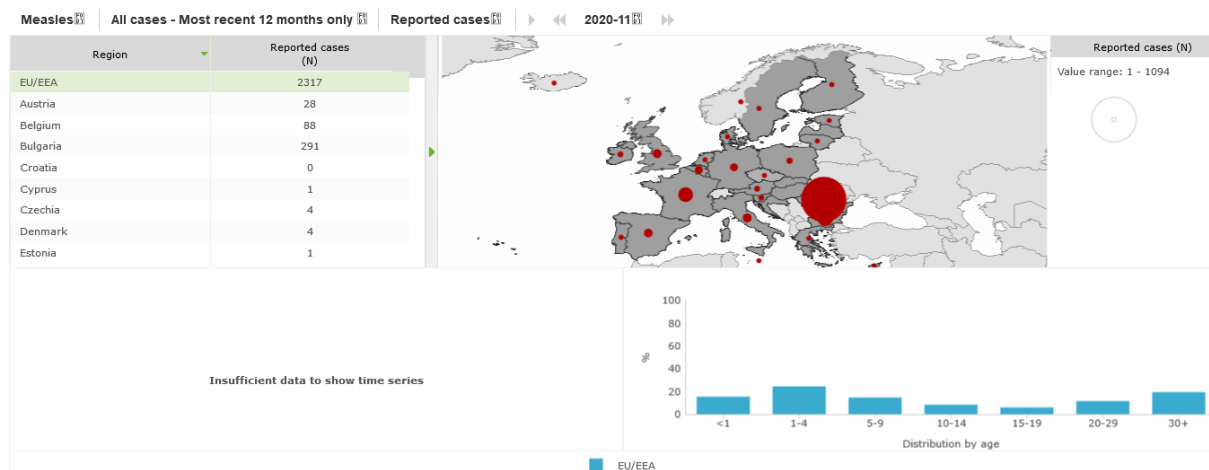 Measles
All cases - Most recent 12 months only
Reported cases
2020-11
Region
Reported cases
(N)
EU/EEA 2317
Austria 28
Belgium 88
Bulgaria 291
Croatia 0
Cyprus 1
Czechia 4
Denmark 4
Estonia 1
Reported cases (N)
Value range: 1 - 1094
Insufficient data to show time series
100
80
60
40
20
0
%
<1 1-4 5-9 10-14 15-19 20-29 30+
Distribution by age
EU/EEA